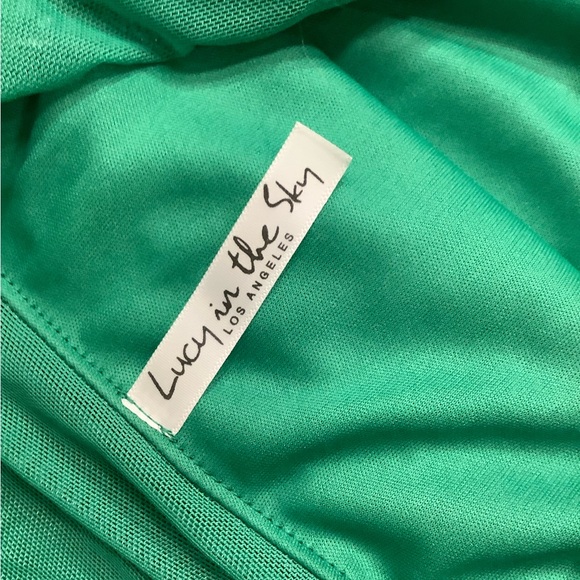 Lucy in the Sky
LOS ANGELES